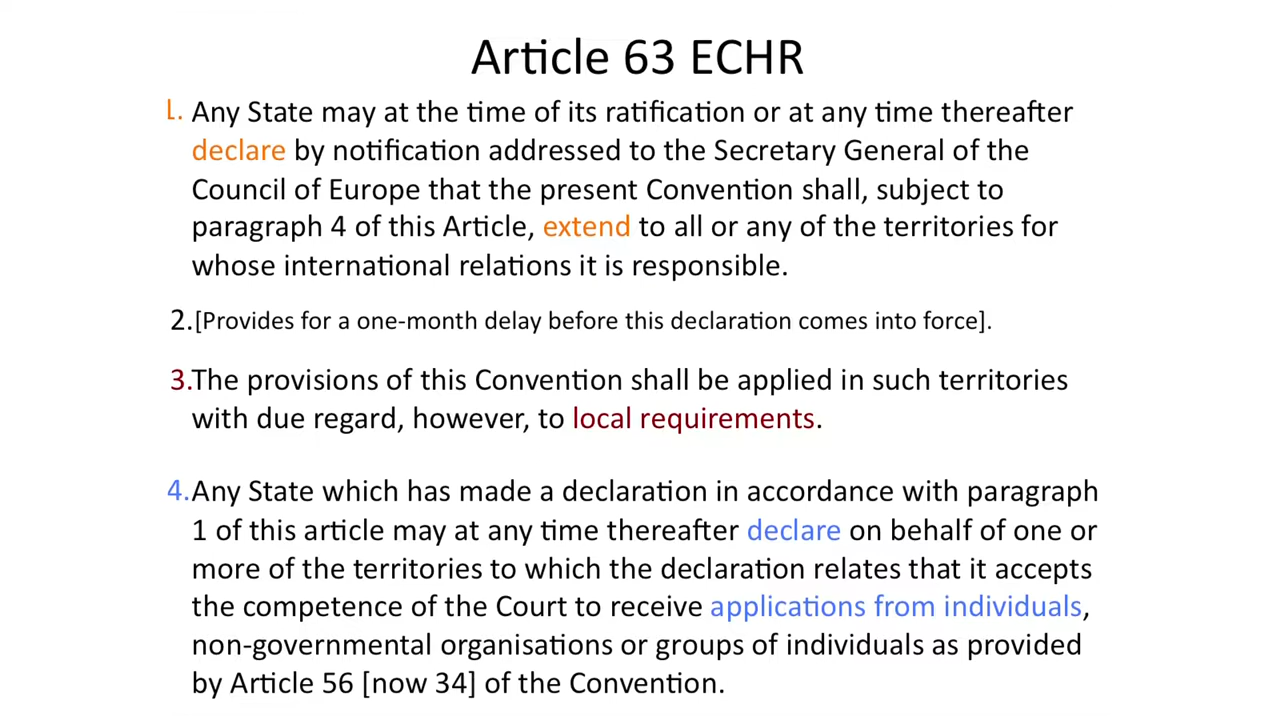 Article 63 ECHR
1. Any State may at the time of its ratification or at any time thereafter
declare by notification addressed to the Secretary General of the
Council of Europe that the present Convention shall, subject to
paragraph 4 of this Article, extend to all or any of the territories for
whose international relations it is responsible.
2.[Provides for a one-month delay before this declaration comes into force].
3.The provisions of this Convention shall be applied in such territories
with due regard, however, to local requirements.
4.Any State which has made a declaration in accordance with paragraph
1 of this article may at any time thereafter declare on behalf of one or
more of the territories to which the declaration relates that it accepts
the competence of the Court to receive applications from individuals,
non-governmental organisations or groups of individuals as provided
by Article 56 [now 34] of the Convention.